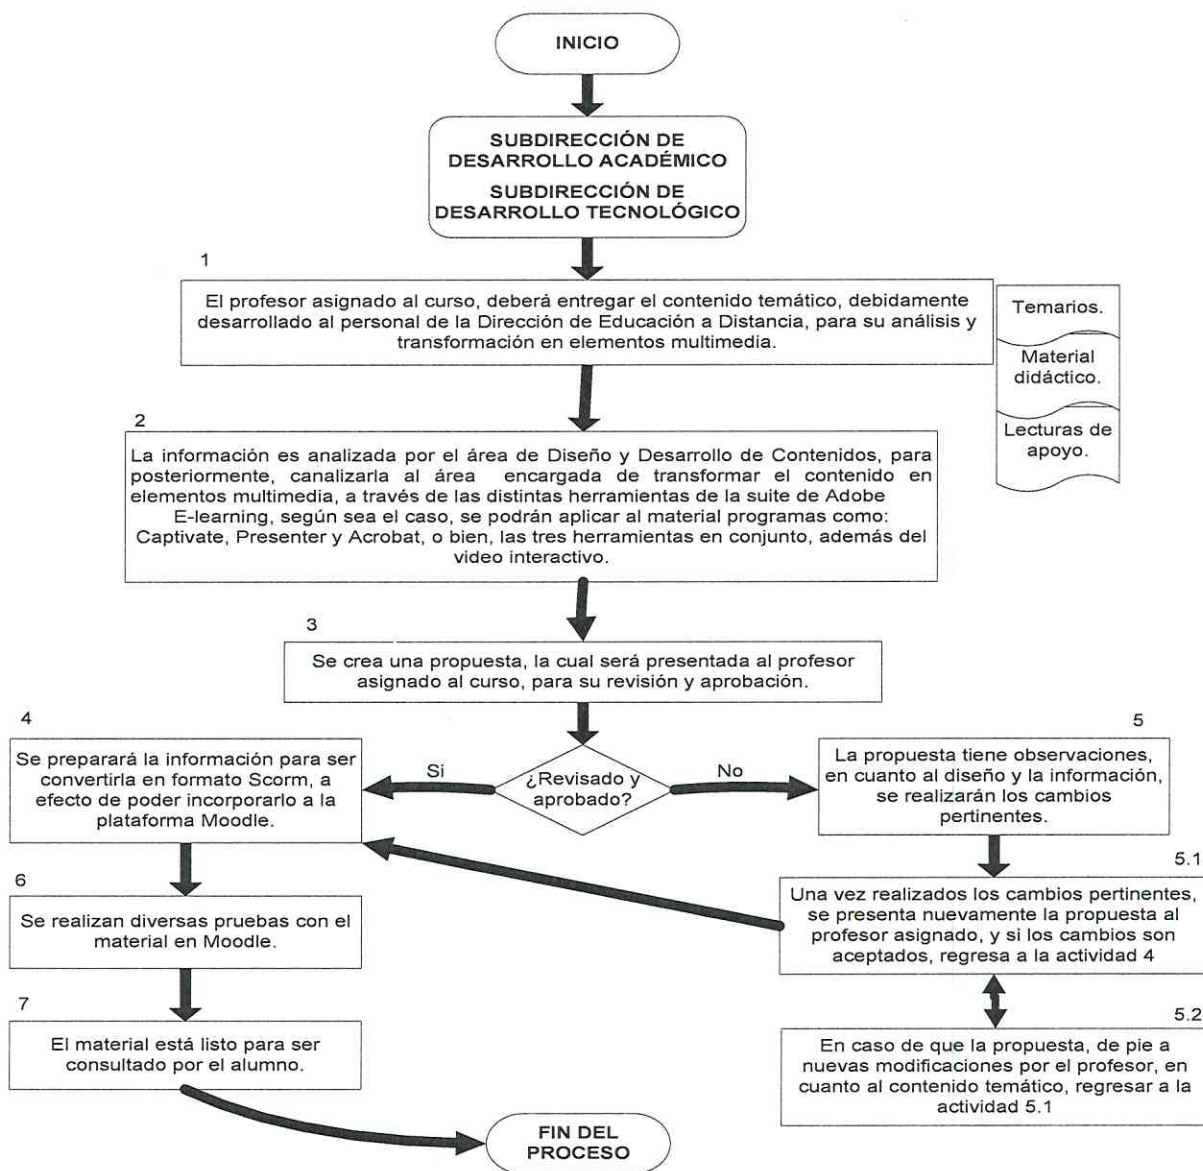 INICIO
SUBDIRECCIÓN DE
DESARROLLO ACADÉMICO
SUBDIRECCIÓN DE
DESARROLLO TECNOLÓGICO
1
El profesor asignado al curso, deberá entregar el contenido temático, debidamente
desarrollado al personal de la Dirección de Educación a Distancia, para su análisis y
transformación en elementos multimedia.
Temarios.
Material
didáctico.
Lecturas de
apoyo.
2
La información es analizada por el área de Diseño y Desarrollo de Contenidos, para
posteriormente, canalizarla al área encargada de transformar el contenido en
elementos multimedia, a través de las distintas herramientas de la suite de Adobe
E-learning, según sea el caso, se podrán aplicar al material programas como:
Captivate, Presenter y Acrobat, o bien, las tres herramientas en conjunto, además del
video interactivo.
3
Se crea una propuesta, la cual será presentada al profesor
asignado al curso, para su revisión y aprobación.
¿Revisado y
aprobado?
Si
No
4
Se preparará la información para ser
convertirla en formato Scorm, a
efecto de poder incorporarlo a la
plataforma Moodle.
5
La propuesta tiene observaciones,
en cuanto al diseño y la información,
se realizarán los cambios
pertinentes.
5.1
Una vez realizados los cambios pertinentes,
se presenta nuevamente la propuesta al
profesor asignado, y si los cambios son
aceptados, regresa a la actividad 4
6
Se realizan diversas pruebas con el
material en Moodle.
5.2
En caso de que la propuesta, de pie a
nuevas modificaciones por el profesor, en
cuanto al contenido temático, regresar a la
actividad 5.1
7
El material está listo para ser
consultado por el alumno.
FIN DEL
PROCESO